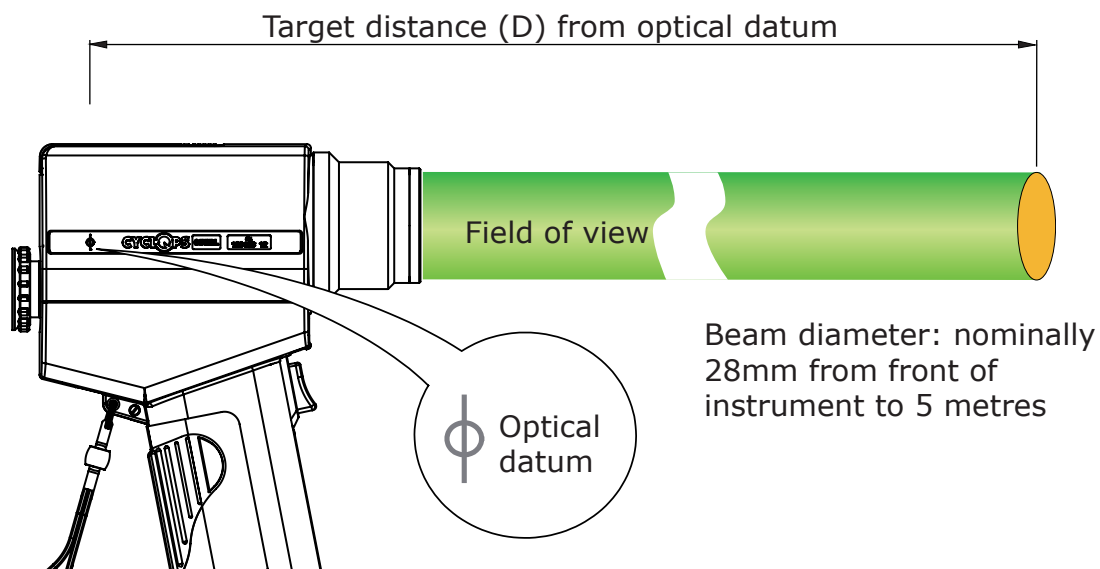 Target distance (D) from optical datum
CYCLOPS
Field of view
Beam diameter: nominally
28mm from front of
instrument to 5 metres
Optical
datum